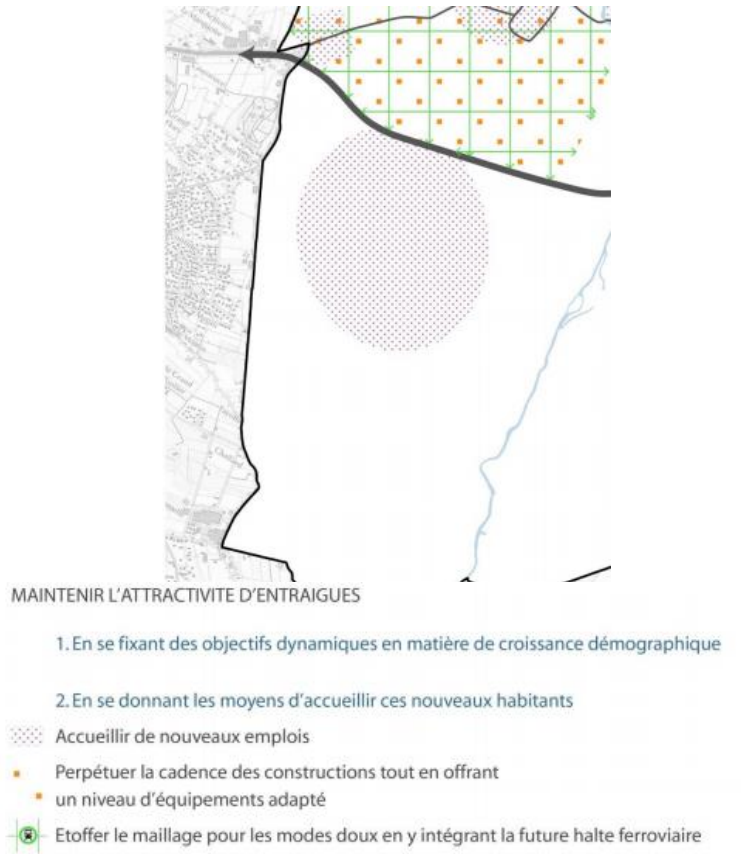 MAINTENIR L'ATTRACTIVITE D'ENTRAIGUES
1. En se fixant des objectifs dynamiques en matière de croissance démographique
2. En se donnant les moyens d'accueillir ces nouveaux habitants
Accueillir de nouveaux emplois
Perpétuer la cadence des constructions tout en offrant
un niveau d'équipements adapté
Etoffer le maillage pour les modes doux en y intégrant la future halte ferroviaire